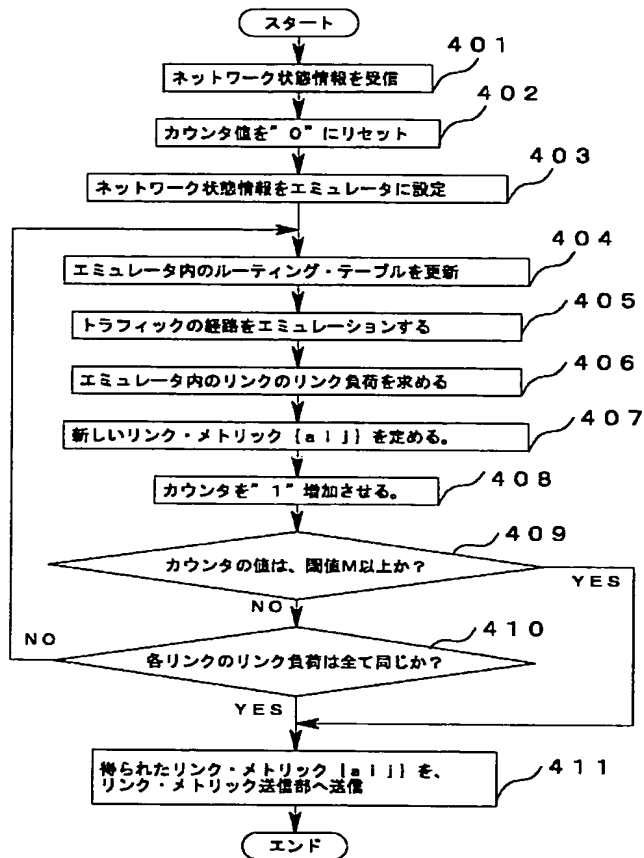 スタート
401
ネットワーク状態情報を受信
402
カウンタ値を”0”にリセット
403
ネットワーク状態情報をエミュレータに設定
404
エミュレータ内のルーティング・テーブルを更新
405
トラフィックの経路をエミュレーションする
406
エミュレータ内のリンクのリンク負荷を求める
407
新しいリンク・メトリック{aij}を定める。
408
カウンタを”1”増加させる。
409
カウンタの値は、閾値M以上か?
YES
NO
410
NO
各リンクのリンク負荷は全て同じか?
YES
得られたリンク・メトリック{aij}を、
リンク・メトリック送信部へ送信
411
エンド